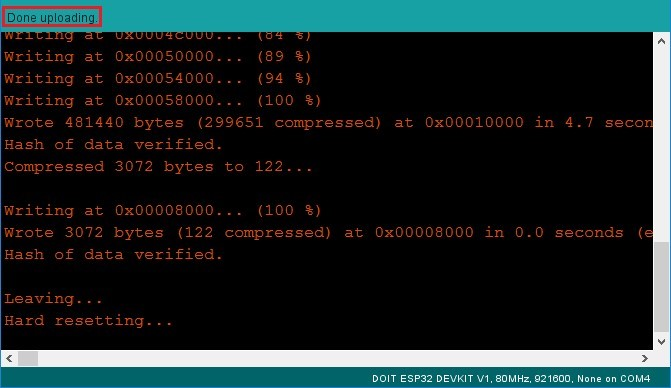 Done uploading.
Writing at 0x0004c000... (84 %)
Writing at 0x00050000... (89 %)
Writing at 0x00054000... (94 %)
Writing at 0x00058000... (100 %)
Wrote 481440 bytes (299651 compressed) at 0x00010000 in 4.7 secon
Hash of data verified.
Compressed 3072 bytes to 122...
Writing at 0x00008000... (100 %)
Wrote 3072 bytes (122 compressed) at 0x00008000 in 0.0 seconds (e
Hash of data verified.
Leaving...
Hard resetting...
DOIT ESP32 DEVKIT V1, 80MHz, 921600, None on COM4